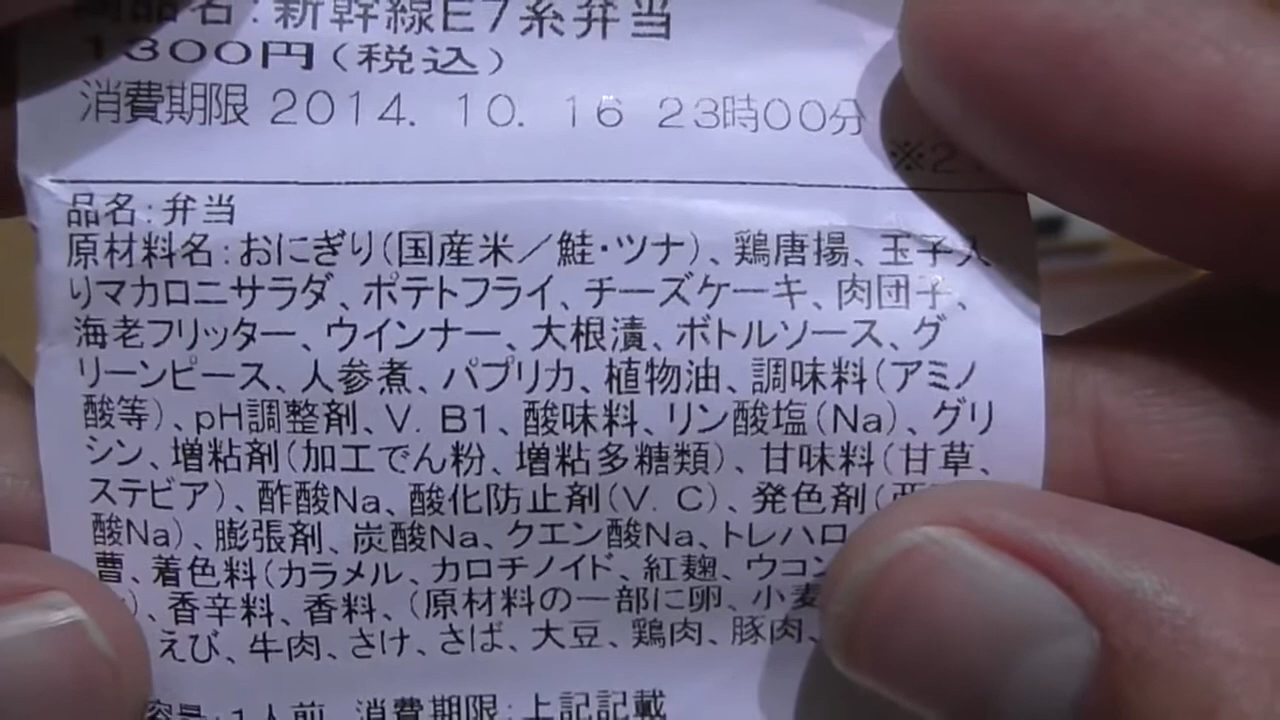 商品名:新幹線E7系弁当
1300円(税込)
消費期限 2014. 10. 16 23時00分
※2
品名:弁当
原材料名:おにぎり(国産米/鮭・ツナ)、鶏唐揚、玉子入
りマカロニサラダ、ポテトフライ、チーズケーキ、肉団子、
海老フリッター、ウインナー、大根漬、ボトルソース、グ
リーンピース、人参煮、パプリカ、植物油、調味料(アミノ
酸等)、pH調整剤、V. B1、酸味料、リン酸塩(Na)、グリ
シン、増粘剤(加工でん粉、増粘多糖類)、甘味料(甘草、
ステビア)、酢酸Na、酸化防止剤(V. C)、発色剤(
酸Na)、膨張剤、炭酸Na、クエン酸Na、トレハロ
曹、着色料(カラメル、カロチノイド、紅麹、ウコン
)、香辛料、香料、(原材料の一部に卵、小麦
えび、牛肉、さけ、さば、大豆、鶏肉、豚肉、
容量:1人前 消費期限:上記記載